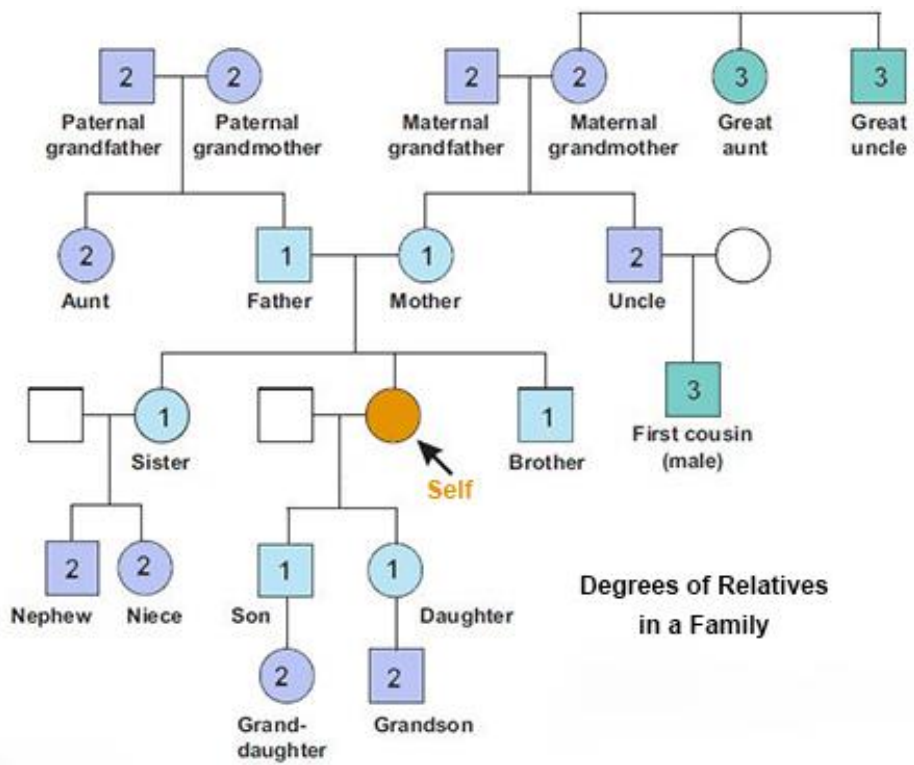 2
2
2
2
3
3
Paternal
grandfather
Paternal
grandmother
Maternal
grandfather
Maternal
grandmother
Great
aunt
Great
uncle
2
1
1
2
Aunt
Father
Mother
Uncle
1
1
3
Sister
Self
Brother
First cousin
(male)
2
2
1
1
Nephew
Niece
Son
Daughter
Degrees of Relatives
in a Family
2
2
Grand-
daughter
Grandson